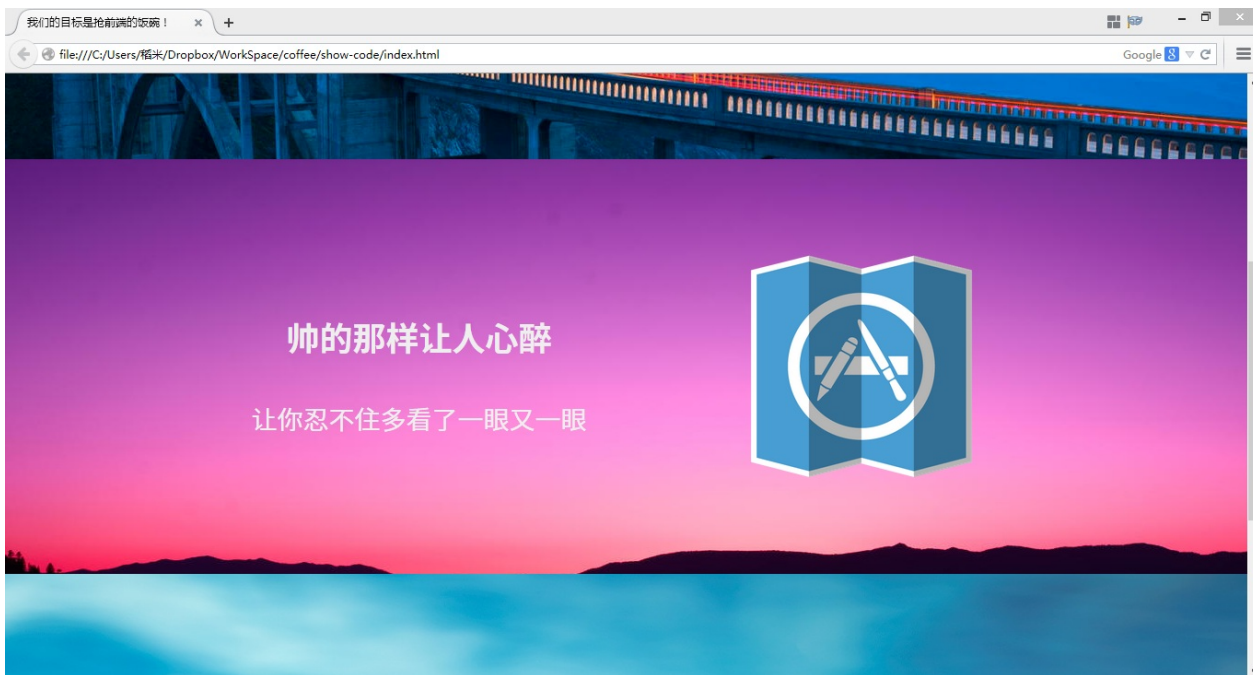 我们的目标是抢前端的饭碗！
file:///C:/Users/稻米/Dropbox/WorkSpace/coffee/show-code/index.html
Google
帅的那样让人心醉
让你忍不住多看了一眼又一眼